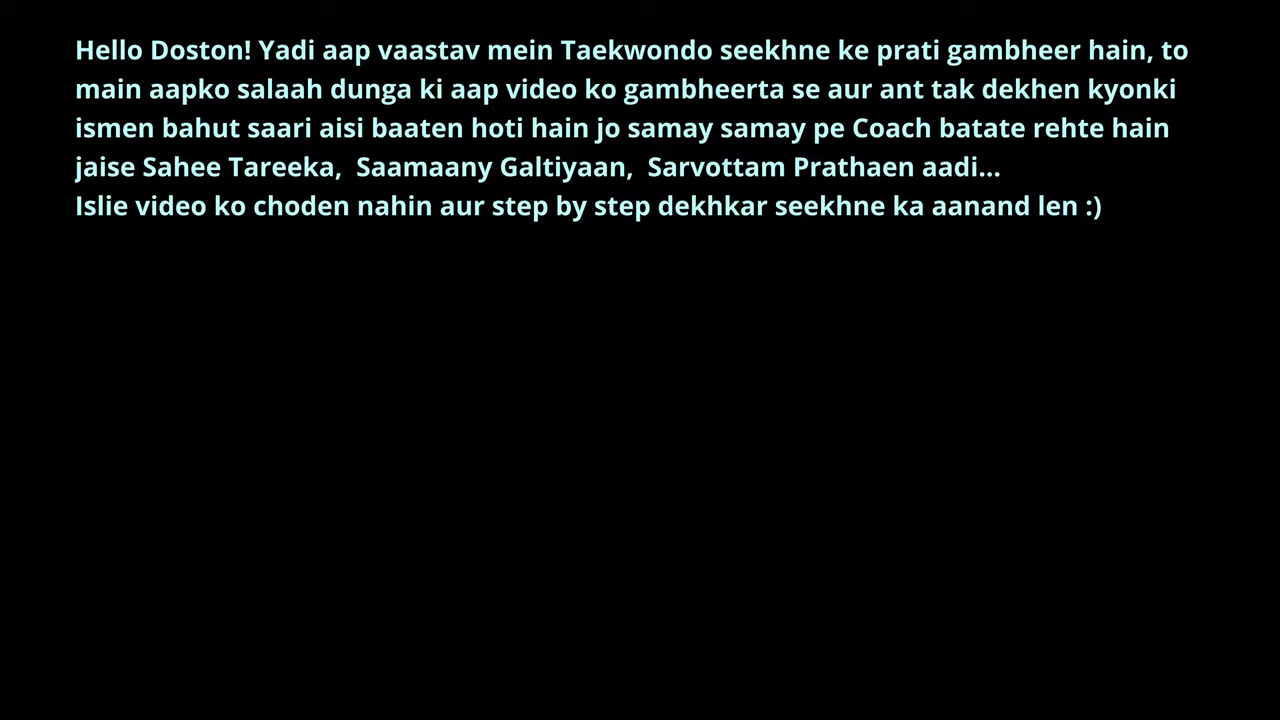 Hello Doston! Yadi aap vaastav mein Taekwondo seekhne ke prati gambheer hain, to
main aapko salaah dunga ki aap video ko gambheerta se aur ant tak dekhen kyonki
ismen bahut saari aisi baaten hoti hain jo samay samay pe Coach batate rehte hain
jaise Sahee Tareeka,  Saamaany Galtiyaan,  Sarvottam Prathaen aadi...
Islie video ko choden nahin aur step by step dekhkar seekhne ka aanand len :)